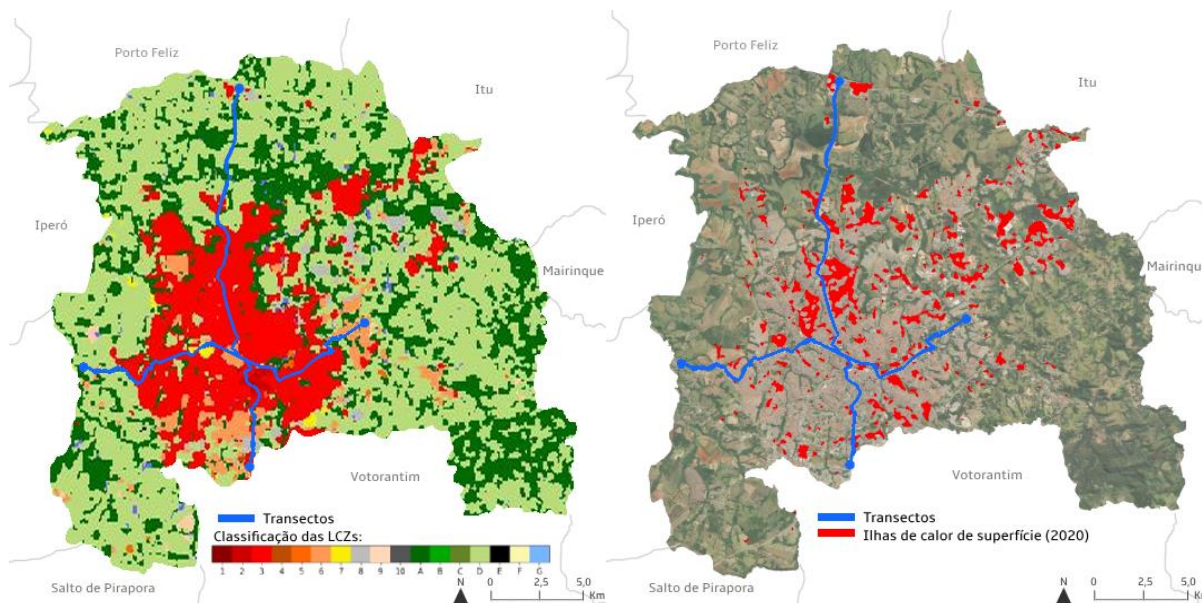 Porto Feliz
Itu
Iperó
Mairinque
Votorantim
Salto de Pirapora
Transectos
Classificação das LCZs:
1 2 3 4 5 6 7 8 9 10 A B C D E F G
N
0 2,5 5,0
Km
Porto Feliz
Itu
Iperó
Mairinqu
Votorantim
Salto de Pirapora
Transectos
Ilhas de calor de superfície (2020)
N
0 2,5 5,0
Km